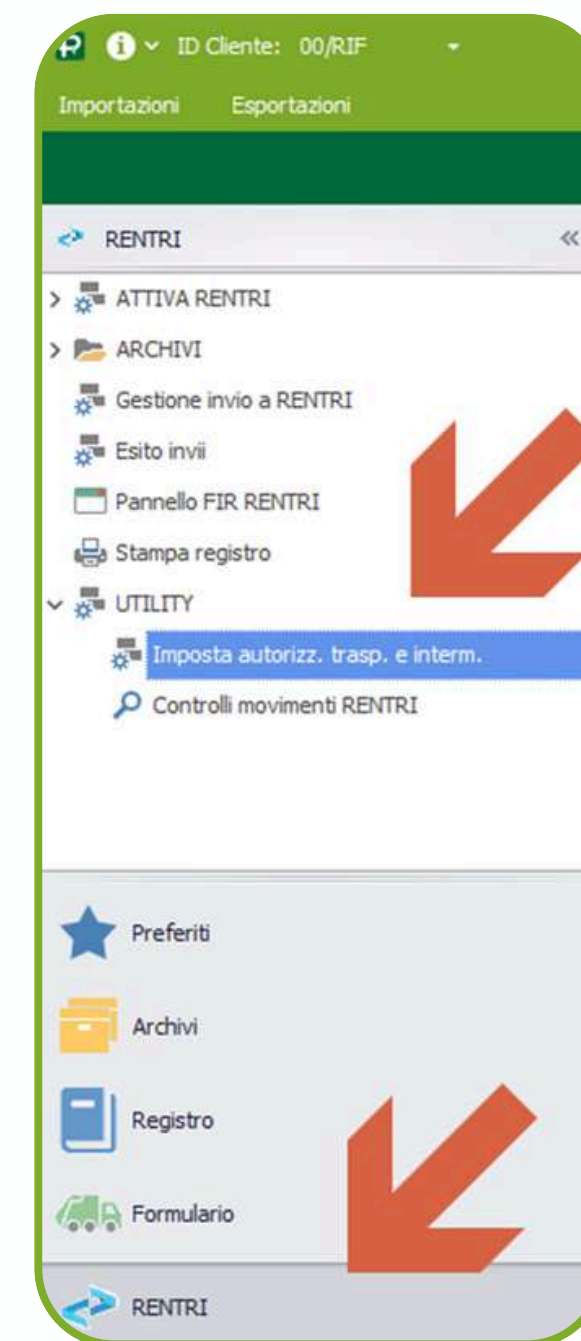 ID Cliente: 00/RIF
Importazioni Esportazioni
RENTRI
ATTIVA RENTRI
ARCHIVI
Gestione invio a RENTRI
Esito invii
Pannello FIR RENTRI
Stampa registro
UTILITY
Imposta autorizz. trasp. e interm.
Controlli movimenti RENTRI
Preferiti
Archivi
Registro
Formulario
RENTRI